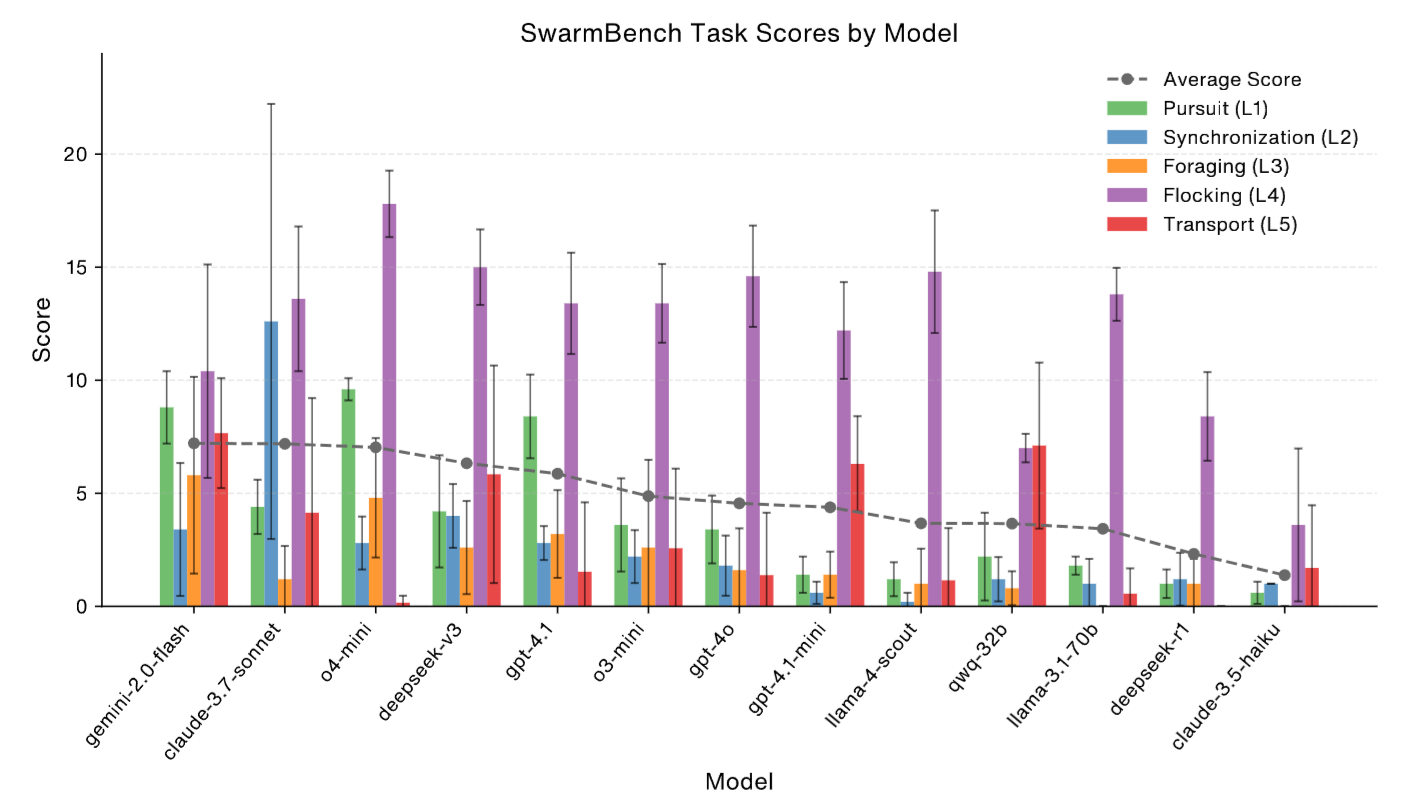 SwarmBench Task Scores by Model
Average Score
Pursuit (L1)
Synchronization (L2)
Foraging (L3)
Flocking (L4)
Transport (L5)
Score
20
15
10
5
0
gemini-2.0-flash
claude-3.7-sonnet
o4-mini
deepseek-v3
gpt-4.1
o3-mini
gpt-4o
gpt-4.1-mini
llama-4-scout
qwq-32b
llama-3.1-70b
deepseek-r1
claude-3.5-haiku
Model